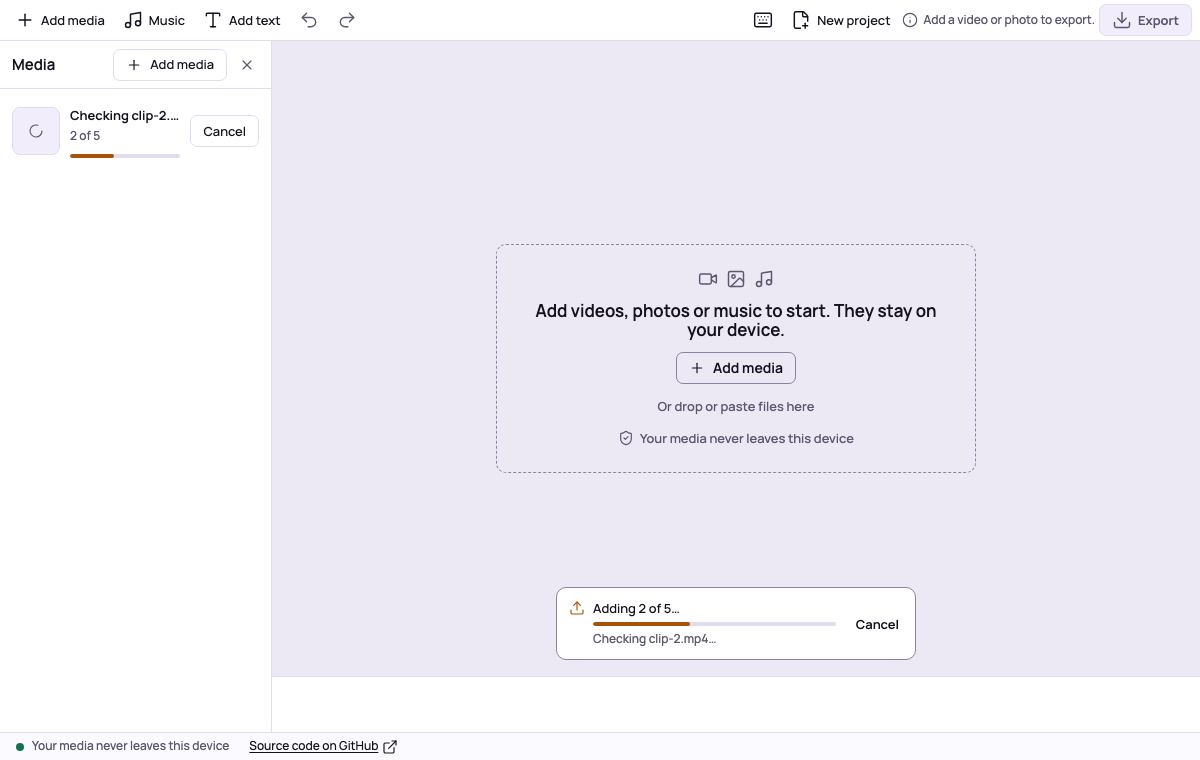 Add media
Music
Add text
New project
Add a video or photo to export.
Export
Media
Add media
Checking clip-2.…
2 of 5
Cancel
Add videos, photos or music to start. They stay on
your device.
Add media
Or drop or paste files here
Your media never leaves this device
Adding 2 of 5…
Checking clip-2.mp4…
Cancel
Your media never leaves this device
Source code on GitHub